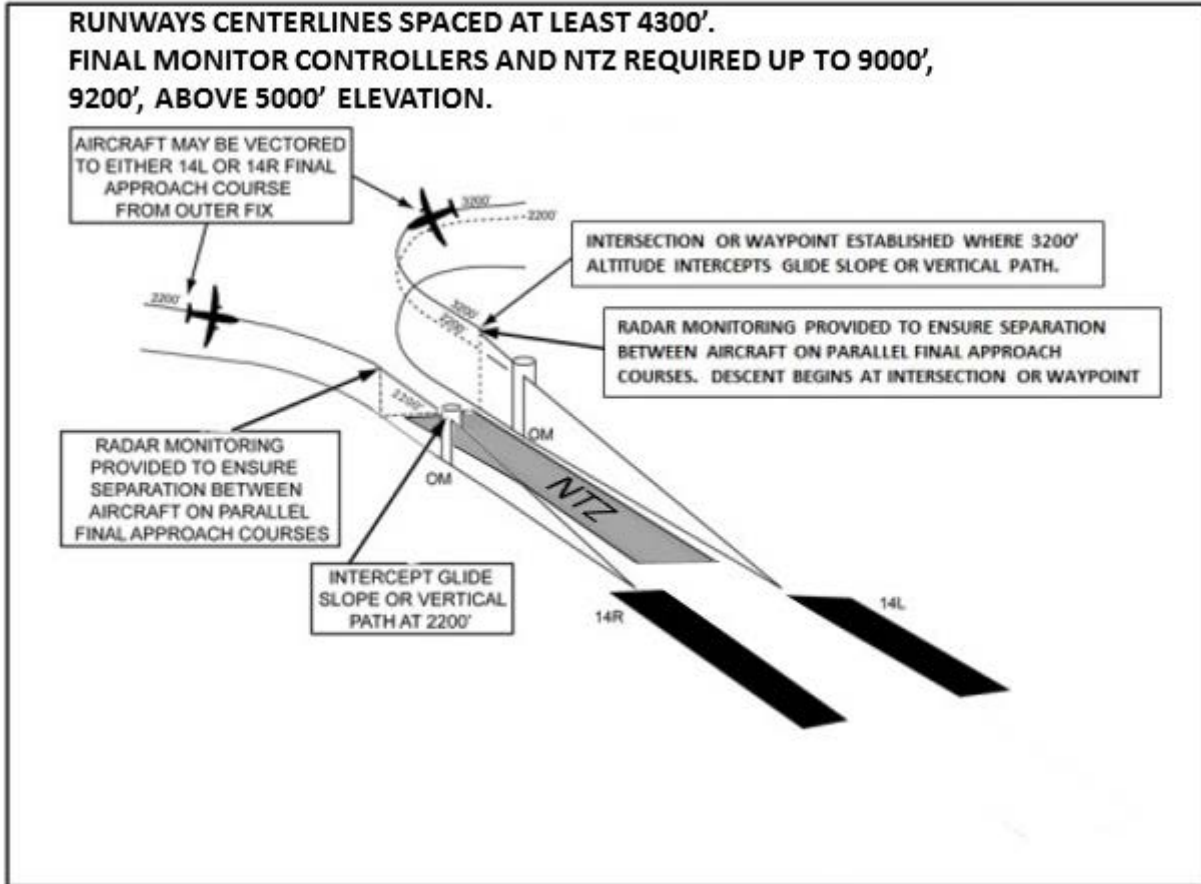 RUNWAYS CENTERLINES SPACED AT LEAST 4300’.
FINAL MONITOR CONTROLLERS AND NTZ REQUIRED UP TO 9000’,
9200’, ABOVE 5000’ ELEVATION.
AIRCRAFT MAY BE VECTORED
TO EITHER 14L OR 14R FINAL
APPROACH COURSE
FROM OUTER FIX
3200'
2200'
INTERSECTION OR WAYPOINT ESTABLISHED WHERE 3200’
ALTITUDE INTERCEPTS GLIDE SLOPE OR VERTICAL PATH.
2200'
3200'
2200'
RADAR MONITORING PROVIDED TO ENSURE SEPARATION
BETWEEN AIRCRAFT ON PARALLEL FINAL APPROACH
COURSES. DESCENT BEGINS AT INTERSECTION OR WAYPOINT
2200'
OM
RADAR MONITORING
PROVIDED TO ENSURE
SEPARATION BETWEEN
AIRCRAFT ON PARALLEL
FINAL APPROACH COURSES
OM
NTZ
INTERCEPT GLIDE
SLOPE OR VERTICAL
PATH AT 2200'
14R
14L